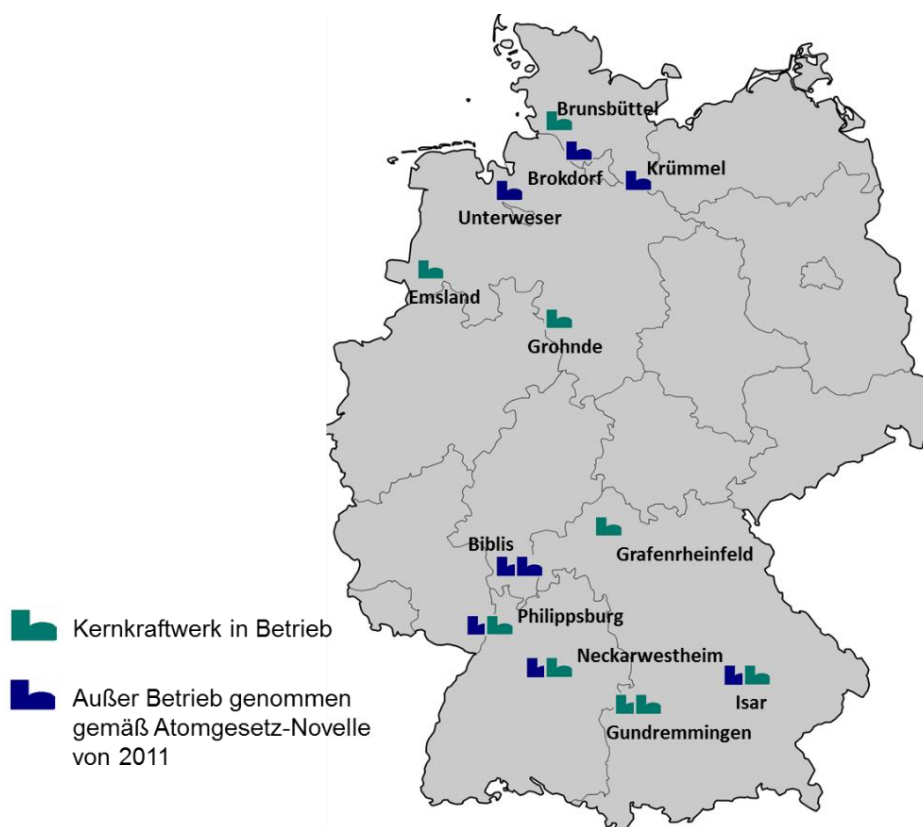 Brunsbüttel
Brokdorf
Krümmel
Unterweser
Emsland
Grohnde
Biblis
Grafenrheinfeld
Philippsburg
Neckarwestheim
Isar
Gundremmingen
Kernkraftwerk in Betrieb
Außer Betrieb genommen
gemäß Atomgesetz-Novelle
von 2011